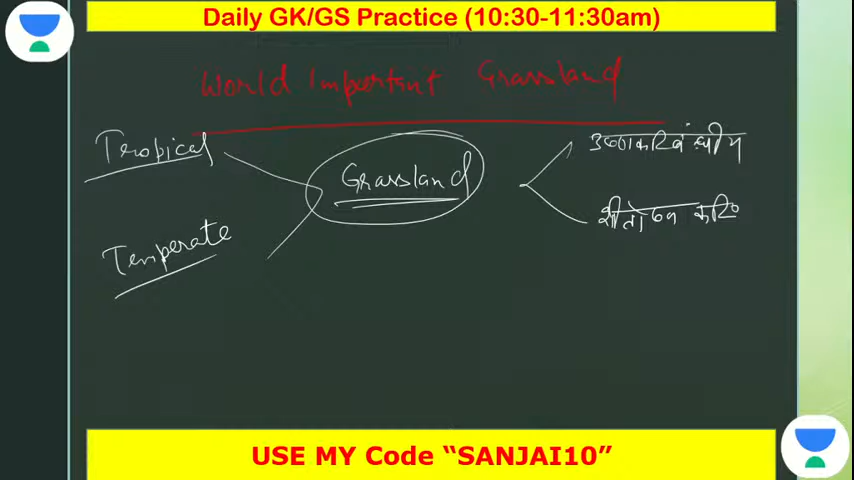 Daily GK/GS Practice (10:30-11:30am)
World Important Grassland
Tropical
Grassland
उष्णकटिबंधीय
Temperate
शीतोष्ण कटि०
USE MY Code “SANJAI10”